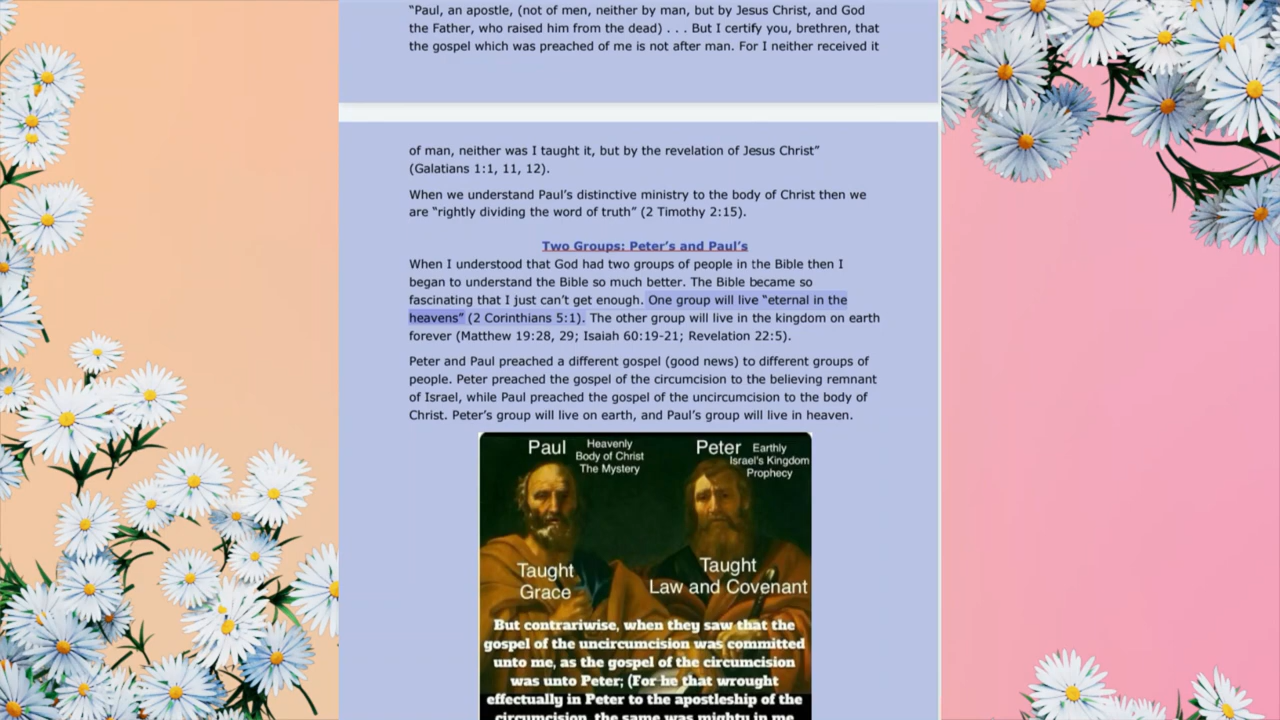 “Paul, an apostle, (not of men, neither by man, but by Jesus Christ, and God
the Father, who raised him from the dead) . . . But I certify you, brethren, that
the gospel which was preached of me is not after man. For I neither received it
of man, neither was I taught it, but by the revelation of Jesus Christ”
(Galatians 1:1, 11, 12).
When we understand Paul’s distinctive ministry to the body of Christ then we
are “rightly dividing the word of truth” (2 Timothy 2:15).
Two Groups: Peter’s and Paul’s
When I understood that God had two groups of people in the Bible then I
began to understand the Bible so much better. The Bible became so
fascinating that I just can’t get enough. One group will live “eternal in the
heavens” (2 Corinthians 5:1). The other group will live in the kingdom on earth
forever (Matthew 19:28, 29; Isaiah 60:19-21; Revelation 22:5).
Peter and Paul preached a different gospel (good news) to different groups of
people. Peter preached the gospel of the circumcision to the believing remnant
of Israel, while Paul preached the gospel of the uncircumcision to the body of
Christ. Peter’s group will live on earth, and Paul’s group will live in heaven.
Paul
Heavenly
Body of Christ
The Mystery
Peter
Earthly
Israel's Kingdom
Prophecy
Taught
Grace
Taught
Law and Covenant
But contrariwise, when they saw that the
gospel of the uncircumcision was committed
unto me, as the gospel of the circumcision
was unto Peter; (For he that wrought
effectually in Peter to the apostleship of the
circumcision, the same was mighty in me